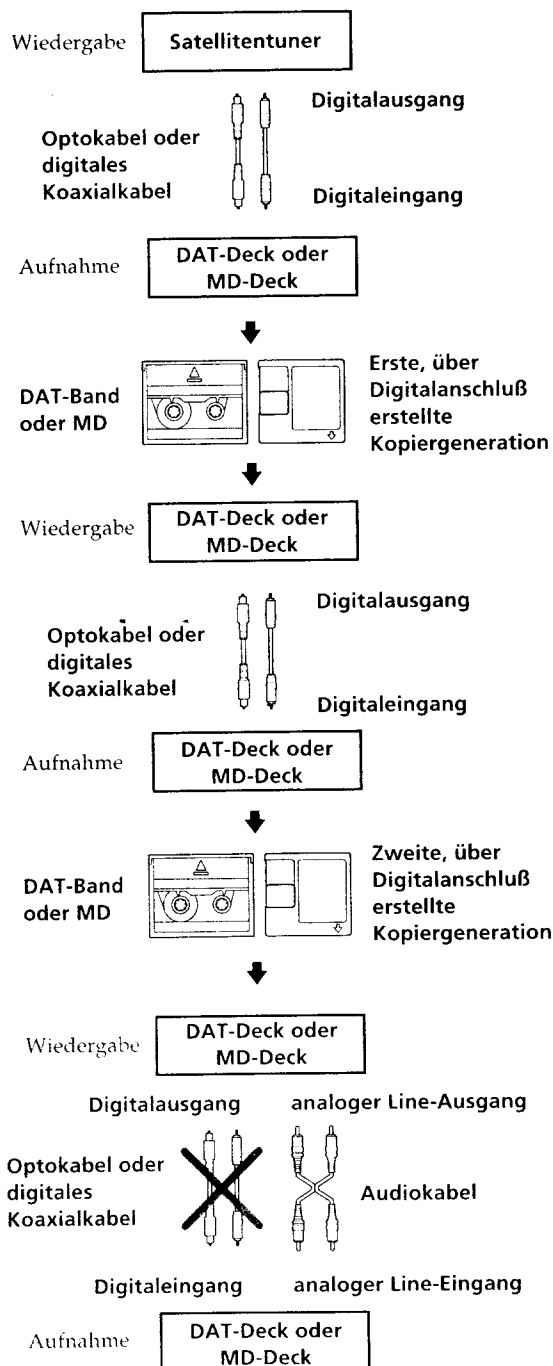 Wiedergabe
Satellitentuner
Digitalausgang
Optokabel oder
digitales
Koaxialkabel
Digitaleingang
Aufnahme
DAT-Deck oder
MD-Deck
DAT-Band
oder MD
Erste, über
Digitalanschluß
erstellte
Kopiergeneration
Wiedergabe
DAT-Deck oder
MD-Deck
Digitalausgang
Optokabel oder
digitales
Koaxialkabel
Digitaleingang
Aufnahme
DAT-Deck oder
MD-Deck
DAT-Band
oder MD
Zweite, über
Digitalanschluß
erstellte
Kopiergeneration
Wiedergabe
DAT-Deck oder
MD-Deck
Digitalausgang
analoger Line-Ausgang
Optokabel oder
digitales
Koaxialkabel
Audiokabel
Digitaleingang
analoger Line-Eingang
Aufnahme
DAT-Deck oder
MD-Deck